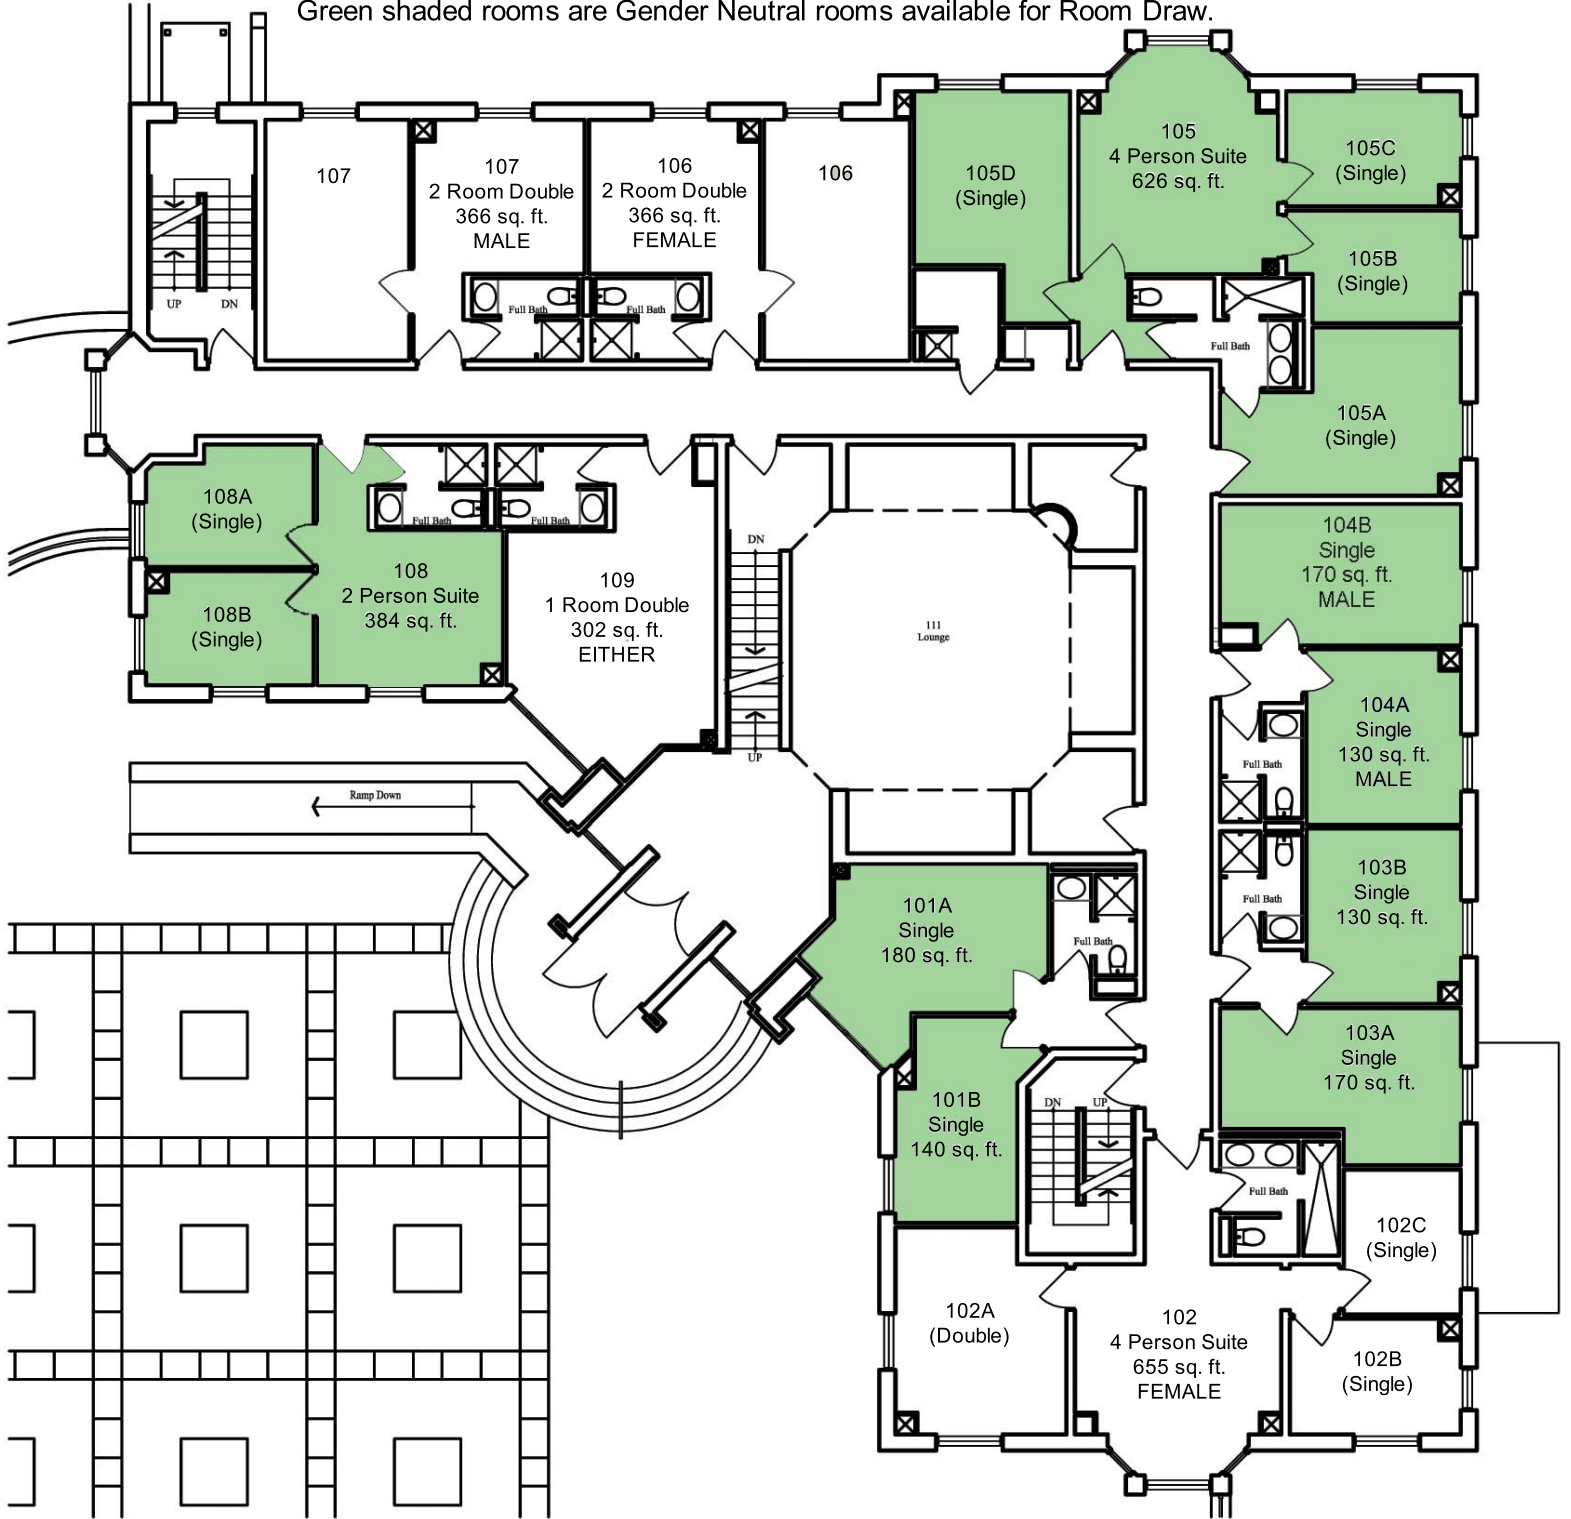 Green shaded rooms are Gender Neutral rooms available for Room Draw.
107
107
2 Room Double
366 sq. ft.
MALE
106
2 Room Double
366 sq. ft.
FEMALE
106
105D
(Single)
105
4 Person Suite
626 sq. ft.
105C
(Single)
105B
(Single)
UP
DN
Full Bath
Full Bath
Full Bath
105A
(Single)
108A
(Single)
Full Bath
Full Bath
108
2 Person Suite
384 sq. ft.
108B
(Single)
109
1 Room Double
302 sq. ft.
EITHER
DN
UP
111
Lounge
104B
Single
170 sq. ft.
MALE
104A
Single
130 sq. ft.
MALE
Full Bath
Ramp Down
103B
Single
130 sq. ft.
Full Bath
101A
Single
180 sq. ft.
Full Bath
103A
Single
170 sq. ft.
101B
Single
140 sq. ft.
DN
UP
Full Bath
102C
(Single)
102A
(Double)
102
4 Person Suite
655 sq. ft.
FEMALE
102B
(Single)